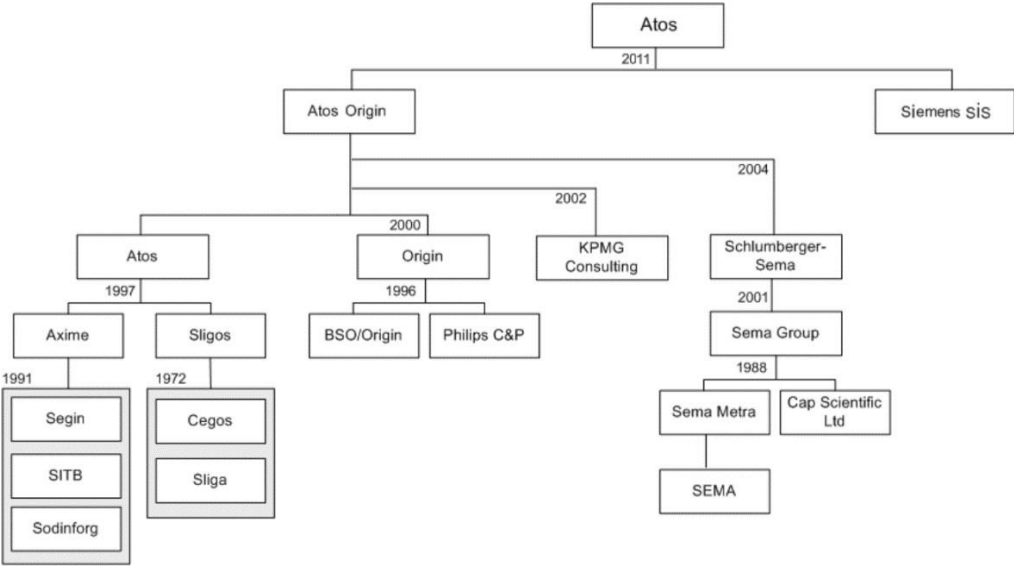 Atos
2011
Atos Origin
Siemens SIS
2004
2002
2000
Atos
Origin
KPMG
Consulting
Schlumberger-
Sema
1997
1996
2001
Axime
Sligos
BSO/Origin
Philips C&P
Sema Group
1988
1991
1972
Segin
Cegos
Sema Metra
Cap Scientific
Ltd
SITB
Sliga
SEMA
Sodinforg